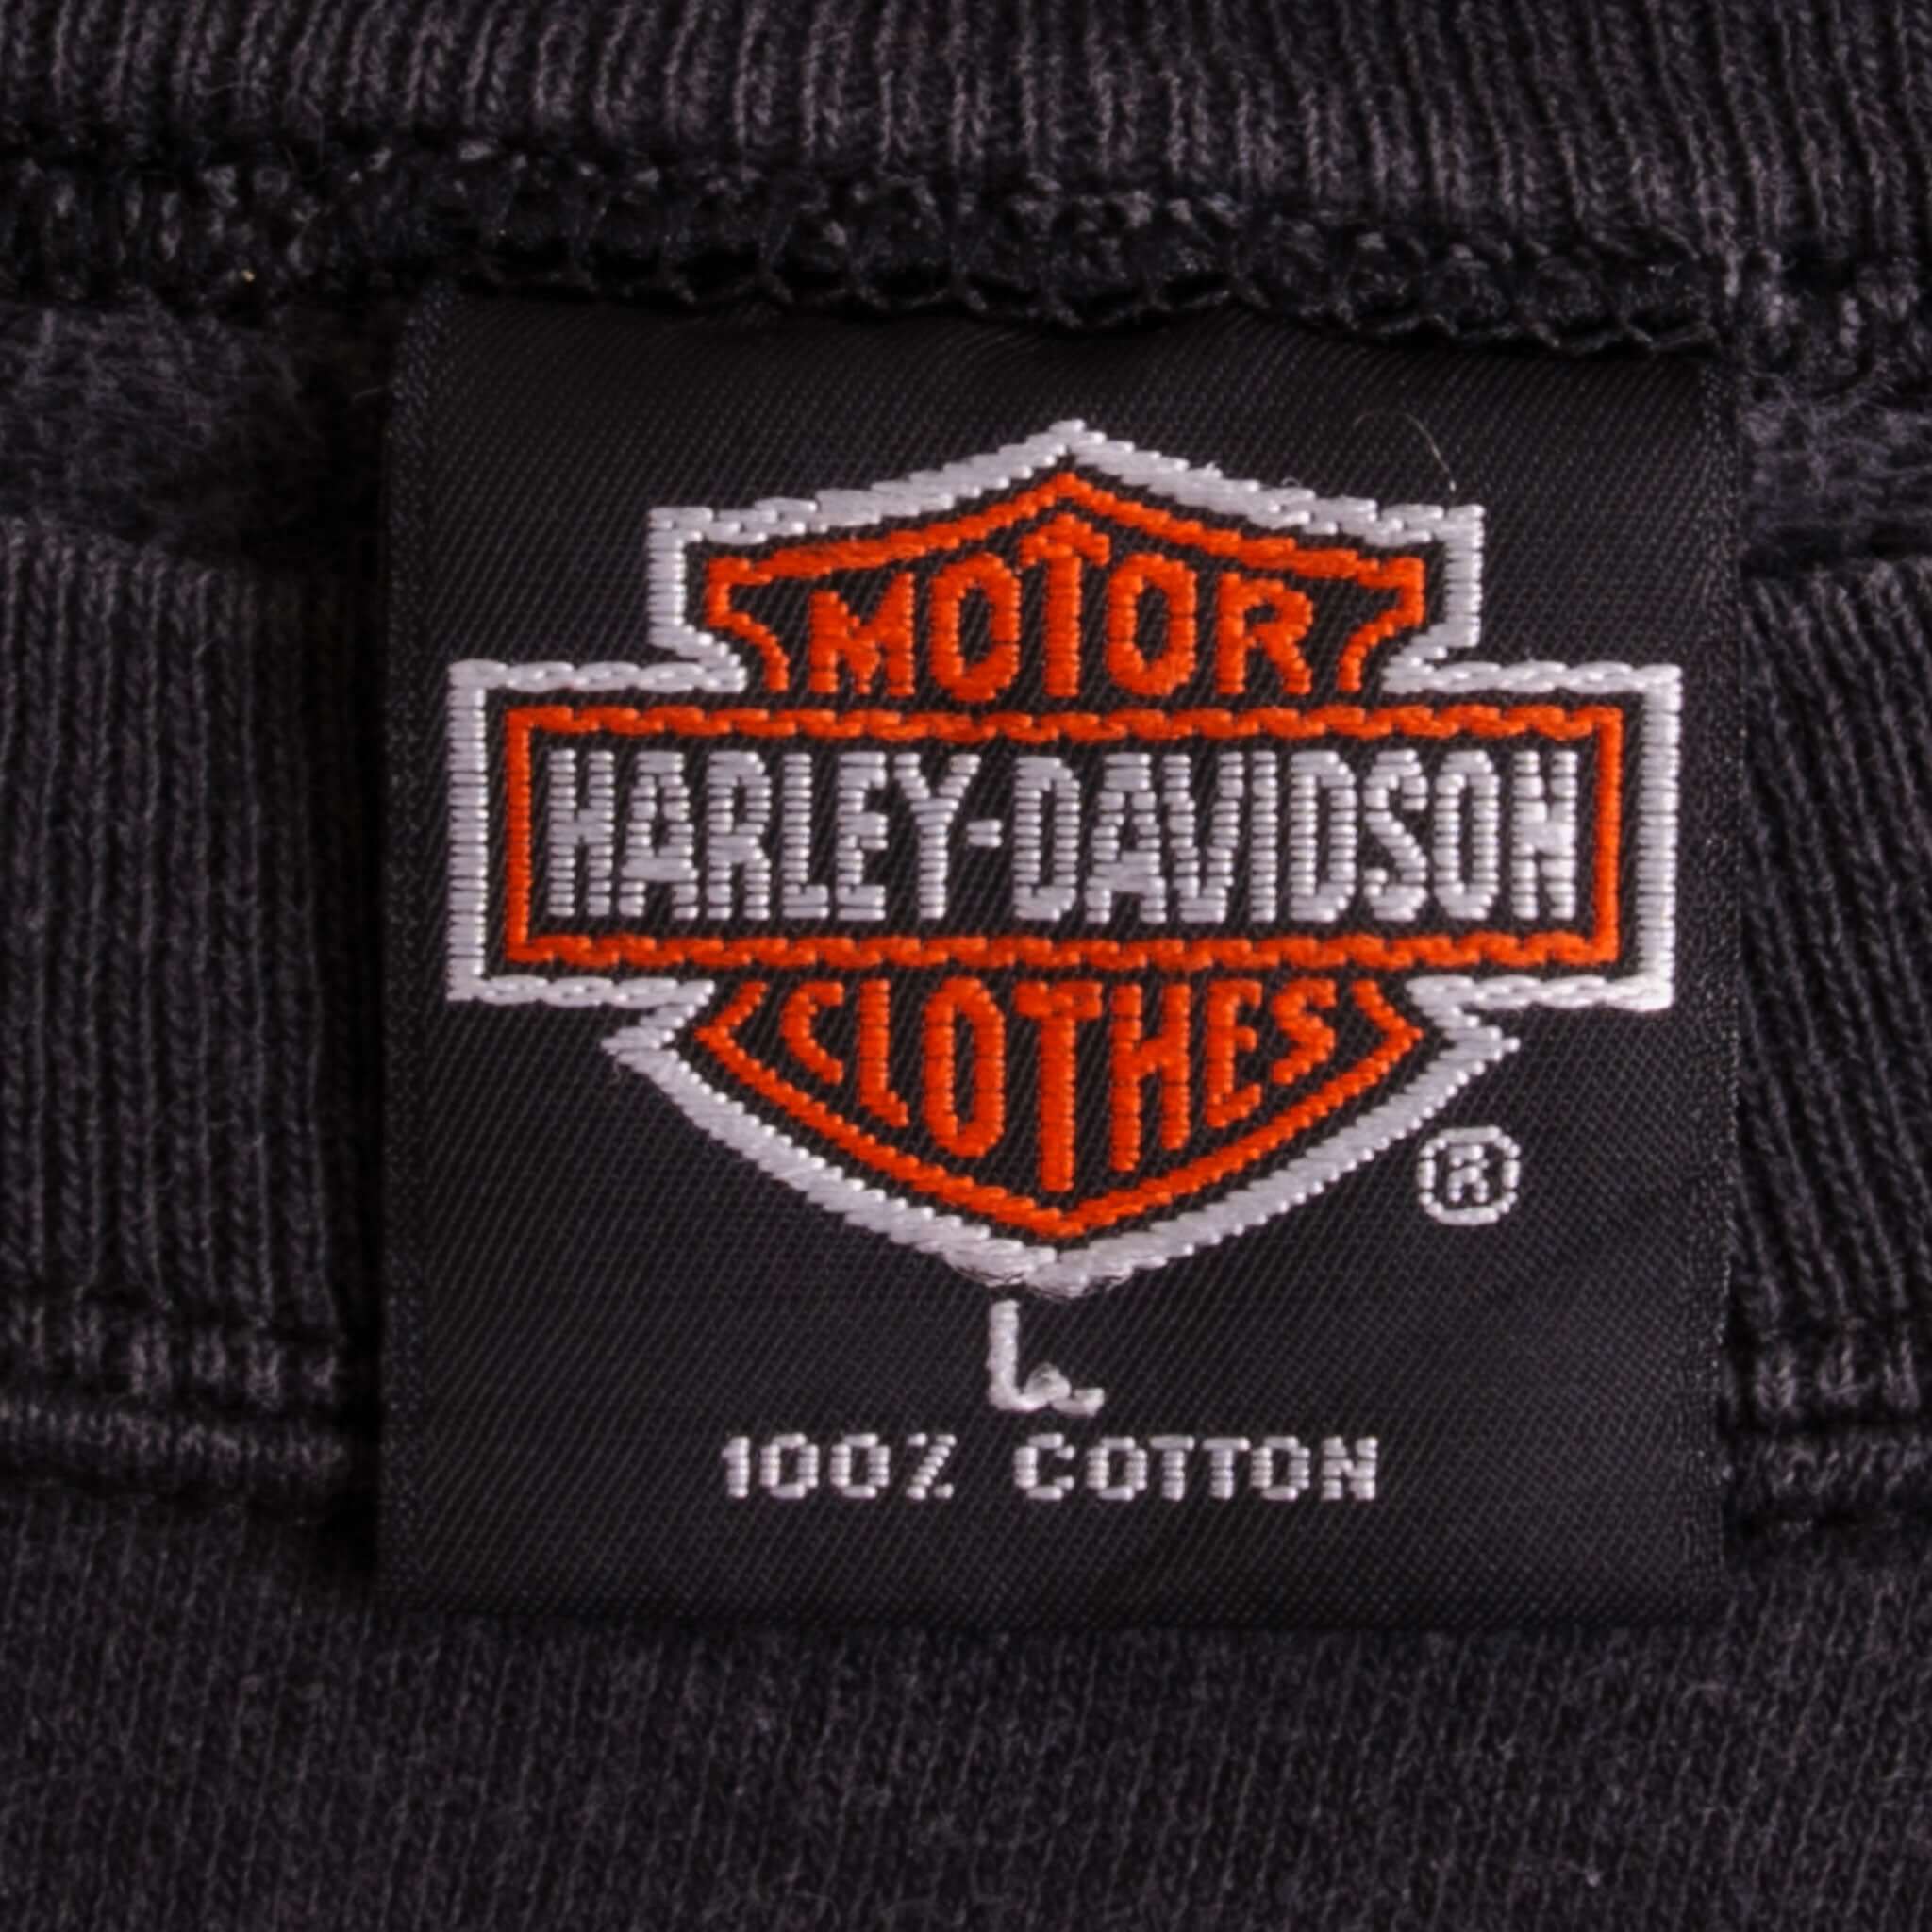 MOTOR
HARLEY-DAVIDSON
CLOTHES
®
L
100% COTTON